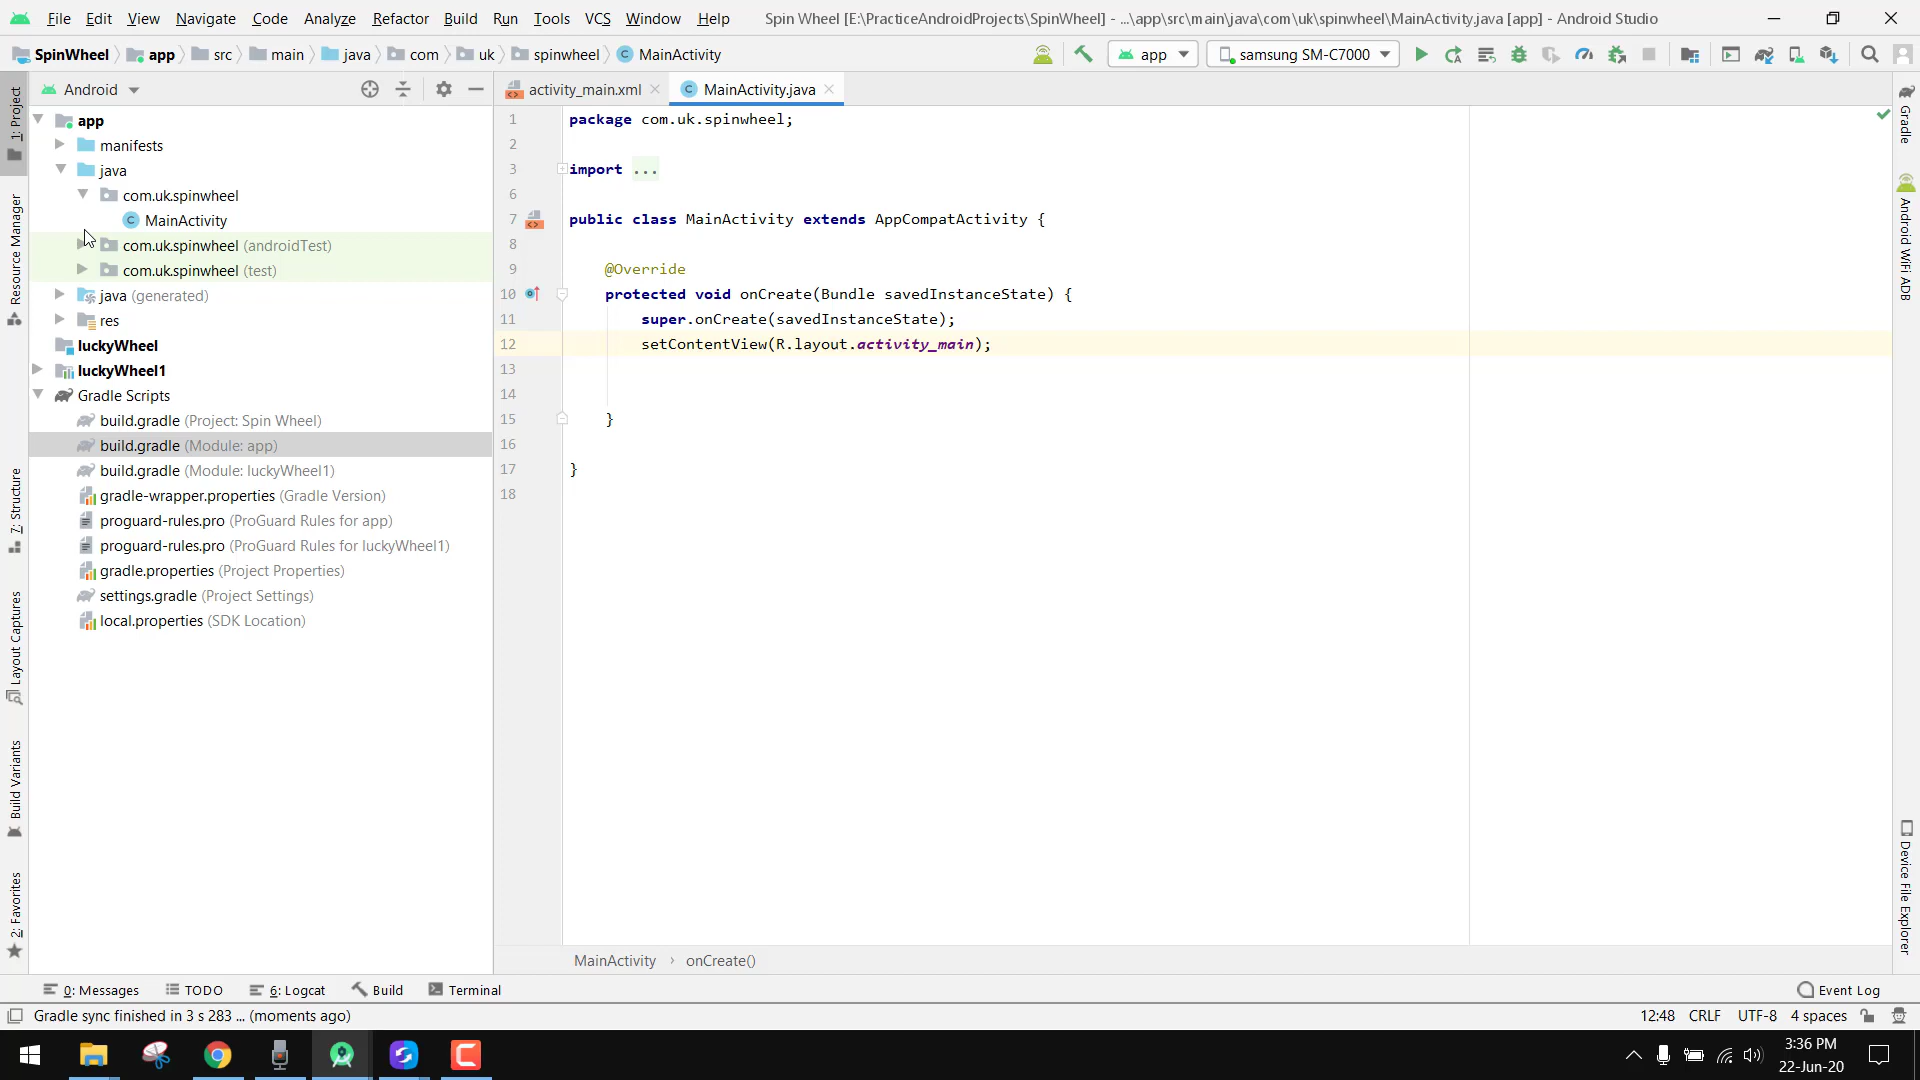 File Edit View Navigate Code Analyze Refactor Build Run Tools VCS Window Help Spin Wheel [E:\PracticeAndroidProjects\SpinWheel] - ...\app\src\main\java\com\uk\spinwheel\MainActivity.java [app] - Android Studio
SpinWheel app src main java com uk spinwheel MainActivity app samsung SM-C7000
Android
activity_main.xml MainActivity.java
app
manifests
java
com.uk.spinwheel
MainActivity
com.uk.spinwheel (androidTest)
com.uk.spinwheel (test)
java (generated)
res
luckyWheel
luckyWheel1
Gradle Scripts
build.gradle (Project: Spin Wheel)
build.gradle (Module: app)
build.gradle (Module: luckyWheel1)
gradle-wrapper.properties (Gradle Version)
proguard-rules.pro (ProGuard Rules for app)
proguard-rules.pro (ProGuard Rules for luckyWheel1)
gradle.properties (Project Properties)
settings.gradle (Project Settings)
local.properties (SDK Location)
1: Project
Resource Manager
7: Structure
Layout Captures
Build Variants
2: Favorites
1 package com.uk.spinwheel;
2
3 import ...
6
7 public class MainActivity extends AppCompatActivity {
8
9 @Override
10 protected void onCreate(Bundle savedInstanceState) {
11 super.onCreate(savedInstanceState);
12 setContentView(R.layout.activity_main);
13
14
15 }
16
17 }
18
Gradle
Android WiFi ADB
Device File Explorer
MainActivity › onCreate()
0: Messages TODO 6: Logcat Build Terminal Event Log
Gradle sync finished in 3 s 283 ... (moments ago) 12:48 CRLF UTF-8 4 spaces
3:36 PM
22-Jun-20